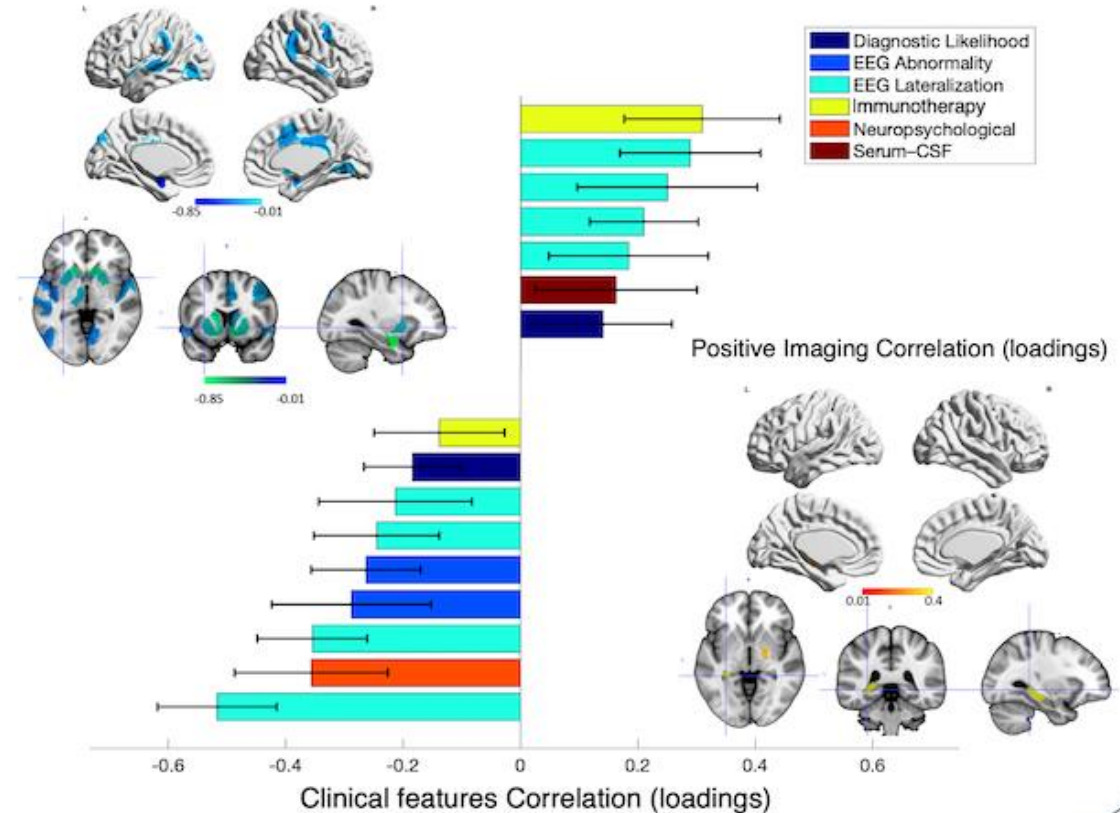 L R
Diagnostic Likelihood
EEG Abnormality
EEG Lateralization
Immunotherapy
Neuropsychological
Serum-CSF
-0.85 -0.01
Positive Imaging Correlation (loadings)
-0.85 -0.01
L R
0.01 0.4
-0.6 -0.4 -0.2 0 0.2 0.4 0.6
Clinical features Correlation (loadings)